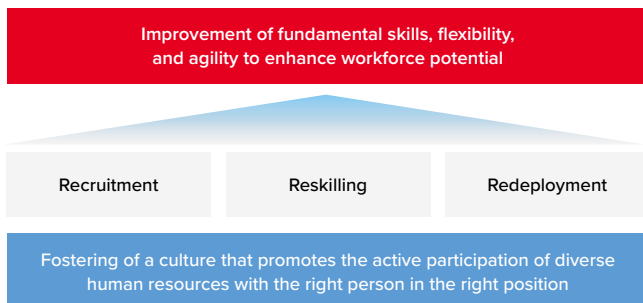 Improvement of fundamental skills, flexibility,
and agility to enhance workforce potential
Recruitment
Reskilling
Redeployment
Fostering of a culture that promotes the active participation of diverse
human resources with the right person in the right position